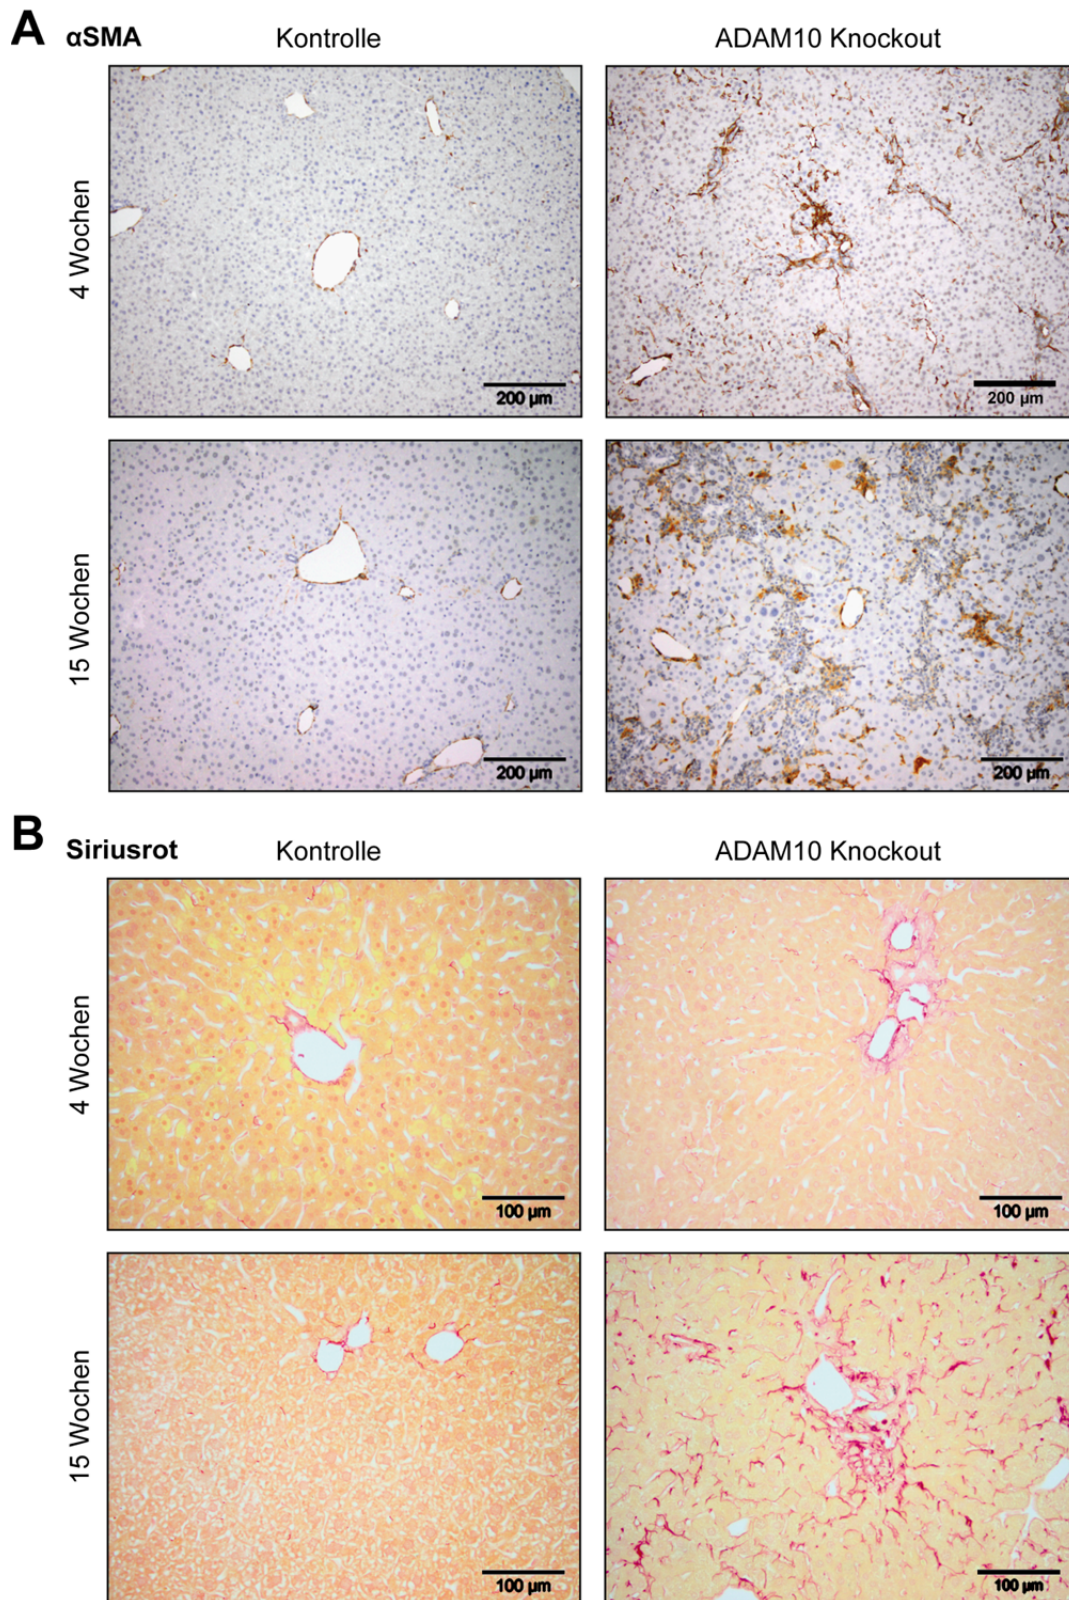 A αSMA Kontrolle ADAM10 Knockout
4 Wochen
200 µm
200 µm
15 Wochen
200 µm
200 µm
B Siriusrot Kontrolle ADAM10 Knockout
4 Wochen
100 µm
100 µm
15 Wochen
100 µm
100 µm